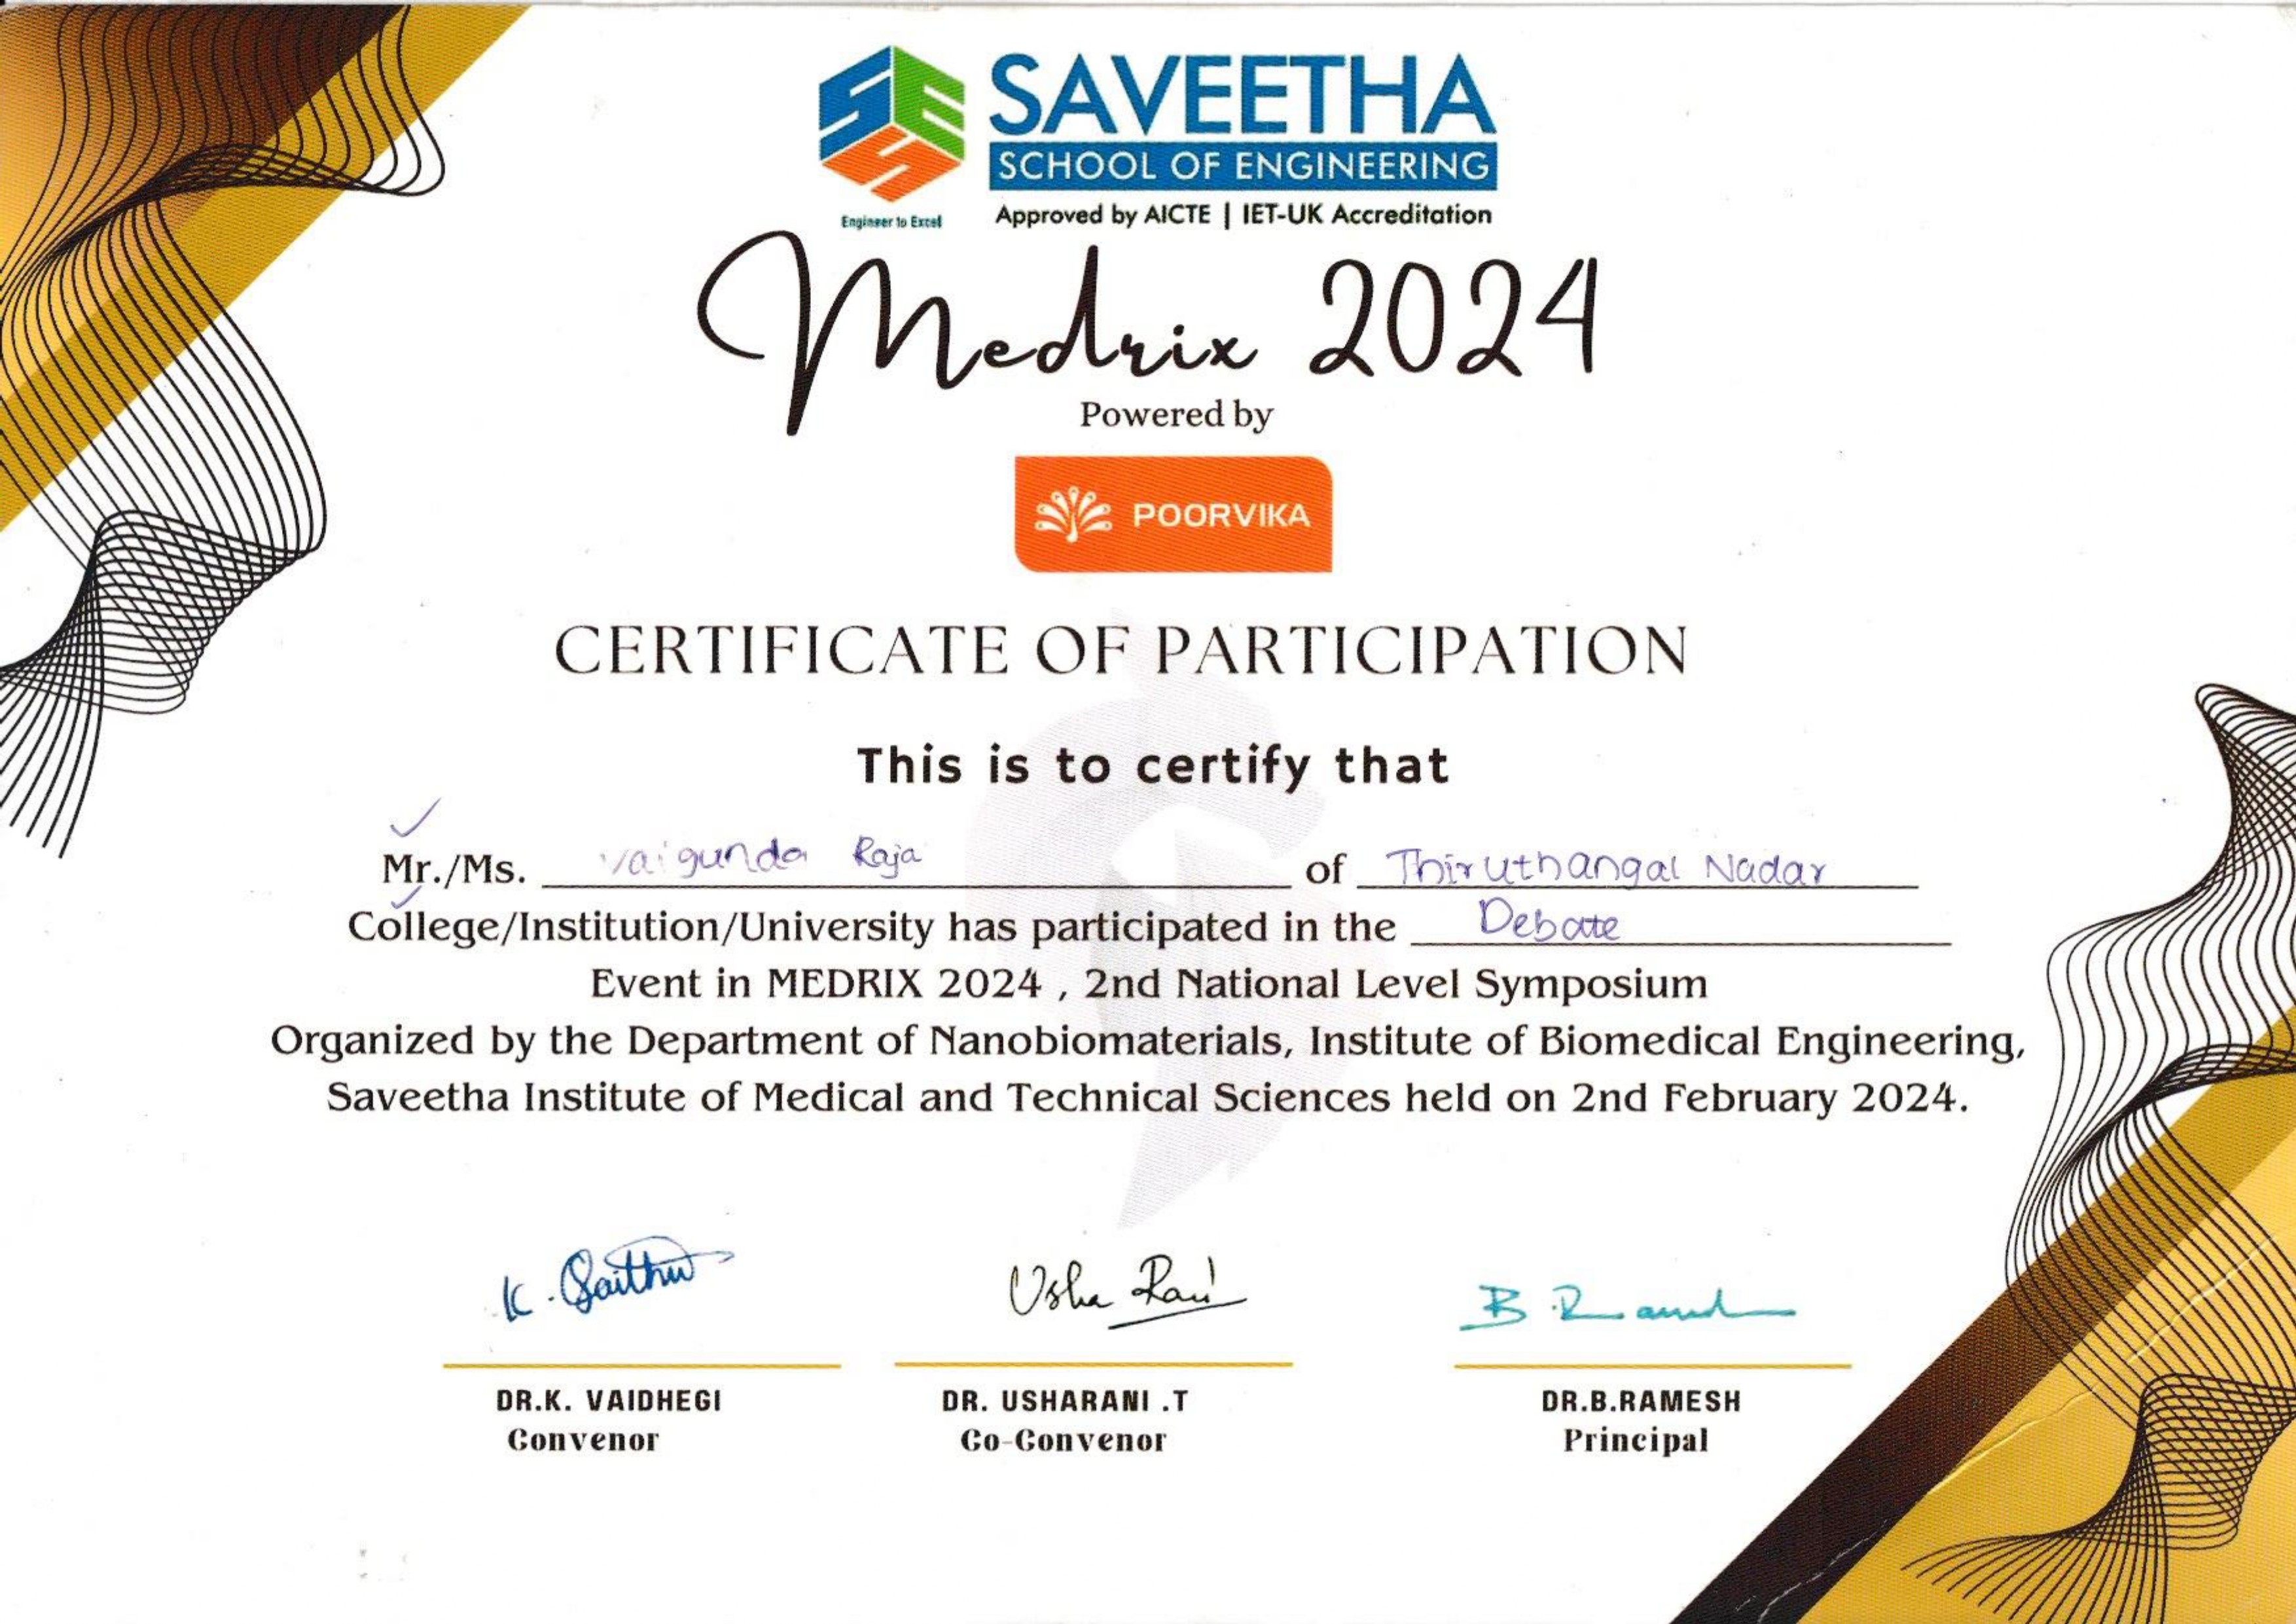 SAVEETHA
SCHOOL OF ENGINEERING
Engineer to Excel
Approved by AICTE | IET-UK Accreditation
Medrix 2024
Powered by
POORVIKA
CERTIFICATE OF PARTICIPATION
This is to certify that
Mr./Ms. Vaigunda Raja of Thiruthangal Nadar
College/Institution/University has participated in the Debate
Event in MEDRIX 2024 , 2nd National Level Symposium
Organized by the Department of Nanobiomaterials, Institute of Biomedical Engineering,
Saveetha Institute of Medical and Technical Sciences held on 2nd February 2024.
K. Usha Rani B. Ramesh
DR.K. VAIDHEGI DR. USHARANI .T DR.B.RAMESH
Convenor Co-Convenor Principal